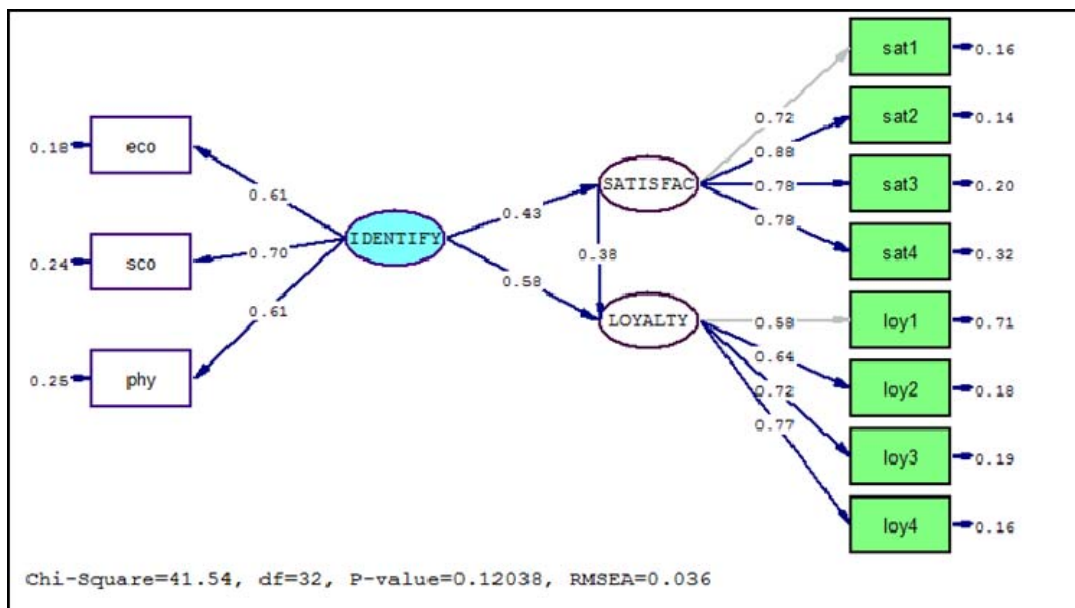 sat1
0.16
0.72
sat2
0.14
0.18
eco
0.88
SATISFAC
0.78
sat3
0.20
0.61
0.43
0.78
IDENTIFY
sat4
0.32
0.24
sco
0.70
0.38
0.58
LOYALTY
0.58
loy1
0.71
0.61
0.64
0.25
phy
0.72
loy2
0.18
0.77
loy3
0.19
loy4
0.16
Chi-Square=41.54, df=32, P-value=0.12038, RMSEA=0.036